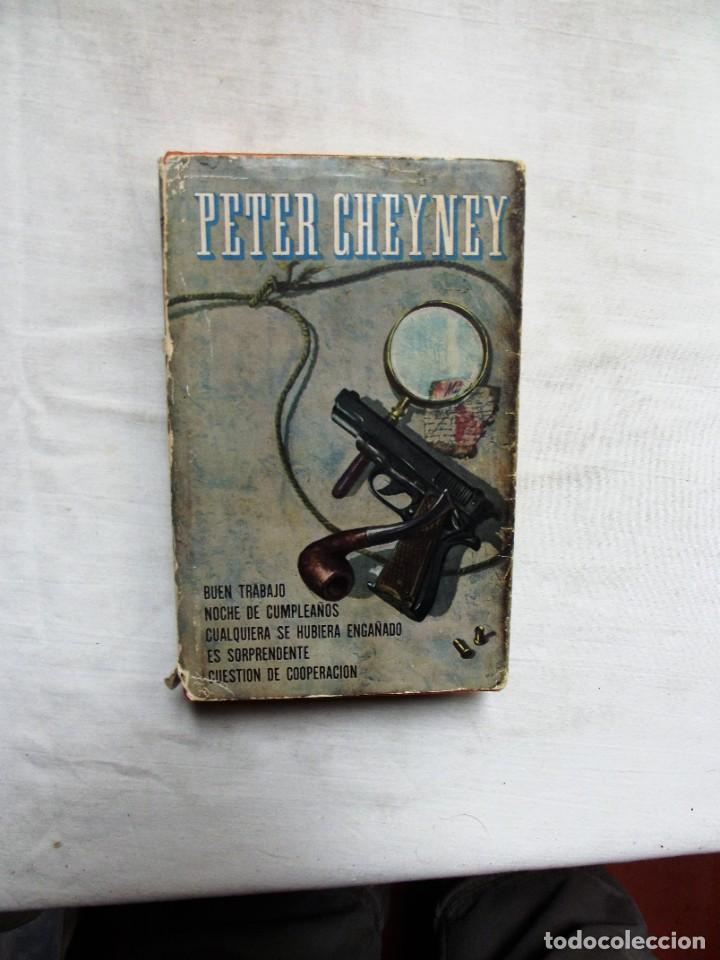 PETER CHEYNEY
BUEN TRABAJO
NOCHE DE CUMPLEAÑOS
CUALQUIERA SE HUBIERA ENGAÑADO
ES SORPRENDENTE
CUESTION DE COOPERACION
todocoleccion